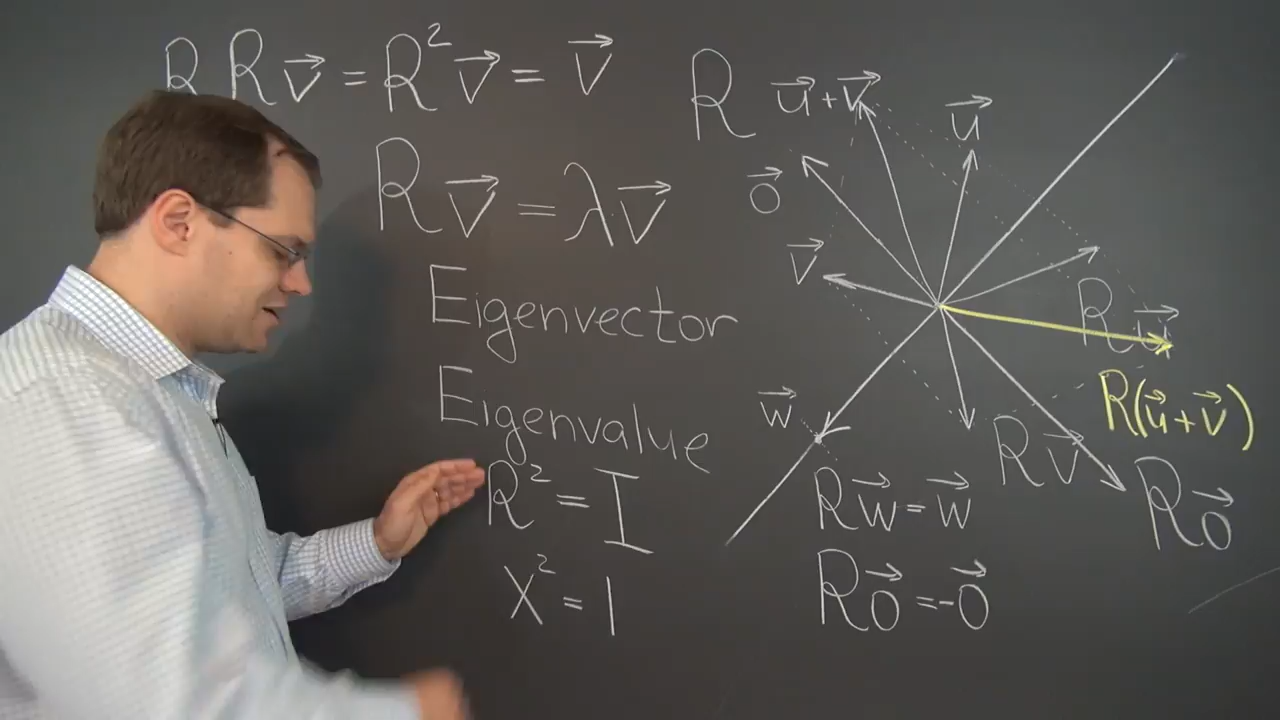 R R v⃗ = R² v⃗ = v⃗
R v⃗ = λ v⃗
Eigenvector
Eigenvalue
R² = I
x² = 1
R u⃗ + v⃗
u⃗
o⃗
v⃗
R u⃗
R(u⃗ + v⃗)
w⃗
R v⃗
R o⃗
R w⃗ = w⃗
R o⃗ = -o⃗